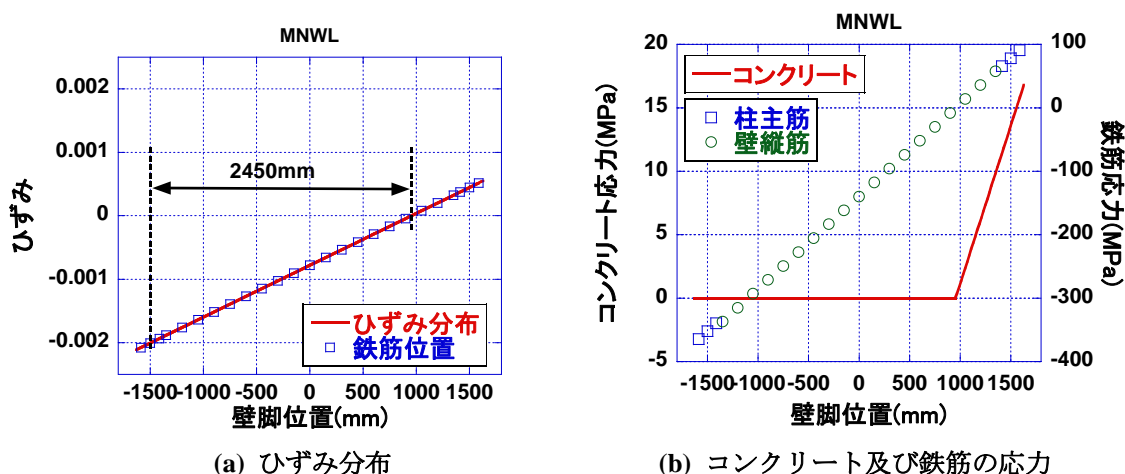 MNWL
0.002
0.001
0
-0.001
-0.002
ひずみ
2450mm
ひずみ分布
鉄筋位置
-1500 -1000 -500 0 500 1000 1500
壁脚位置(mm)
(a) ひずみ分布
MNWL
20
15
10
5
0
-5
コンクリート応力(MPa)
コンクリート
柱主筋
壁縦筋
100
0
-100
-200
-300
-400
鉄筋応力(MPa)
-1500 -1000 -500 0 500 1000 1500
壁脚位置(mm)
(b) コンクリート及び鉄筋の応力